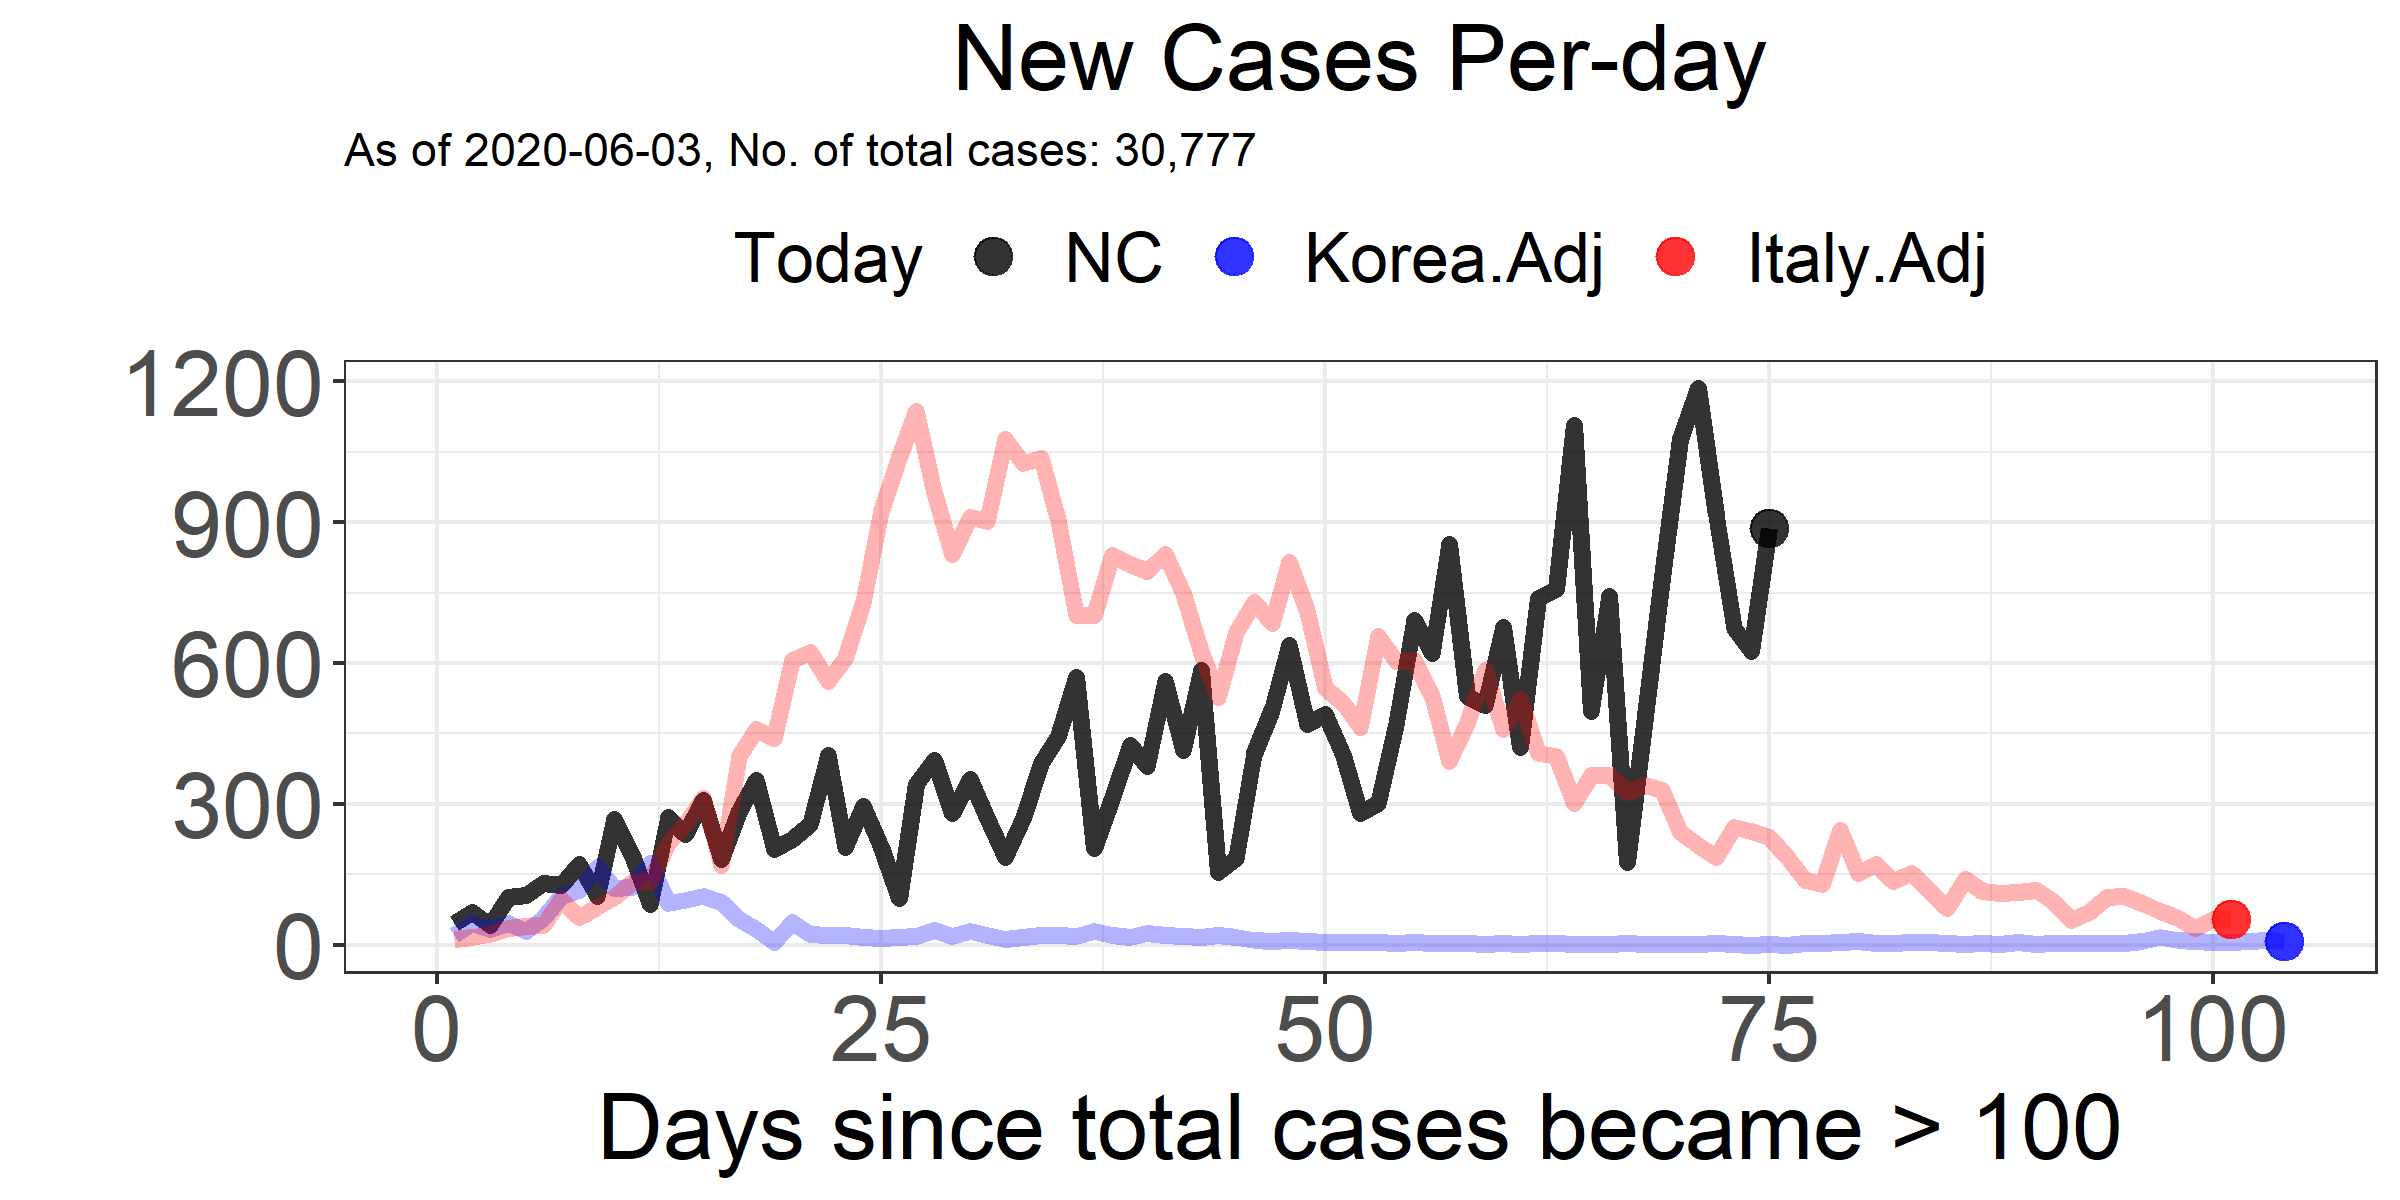 New Cases Per-day
As of 2020-06-03, No. of total cases: 30,777
Today NC Korea.Adj Italy.Adj
1200
900
600
300
0
0 25 50 75 100
Days since total cases became > 100